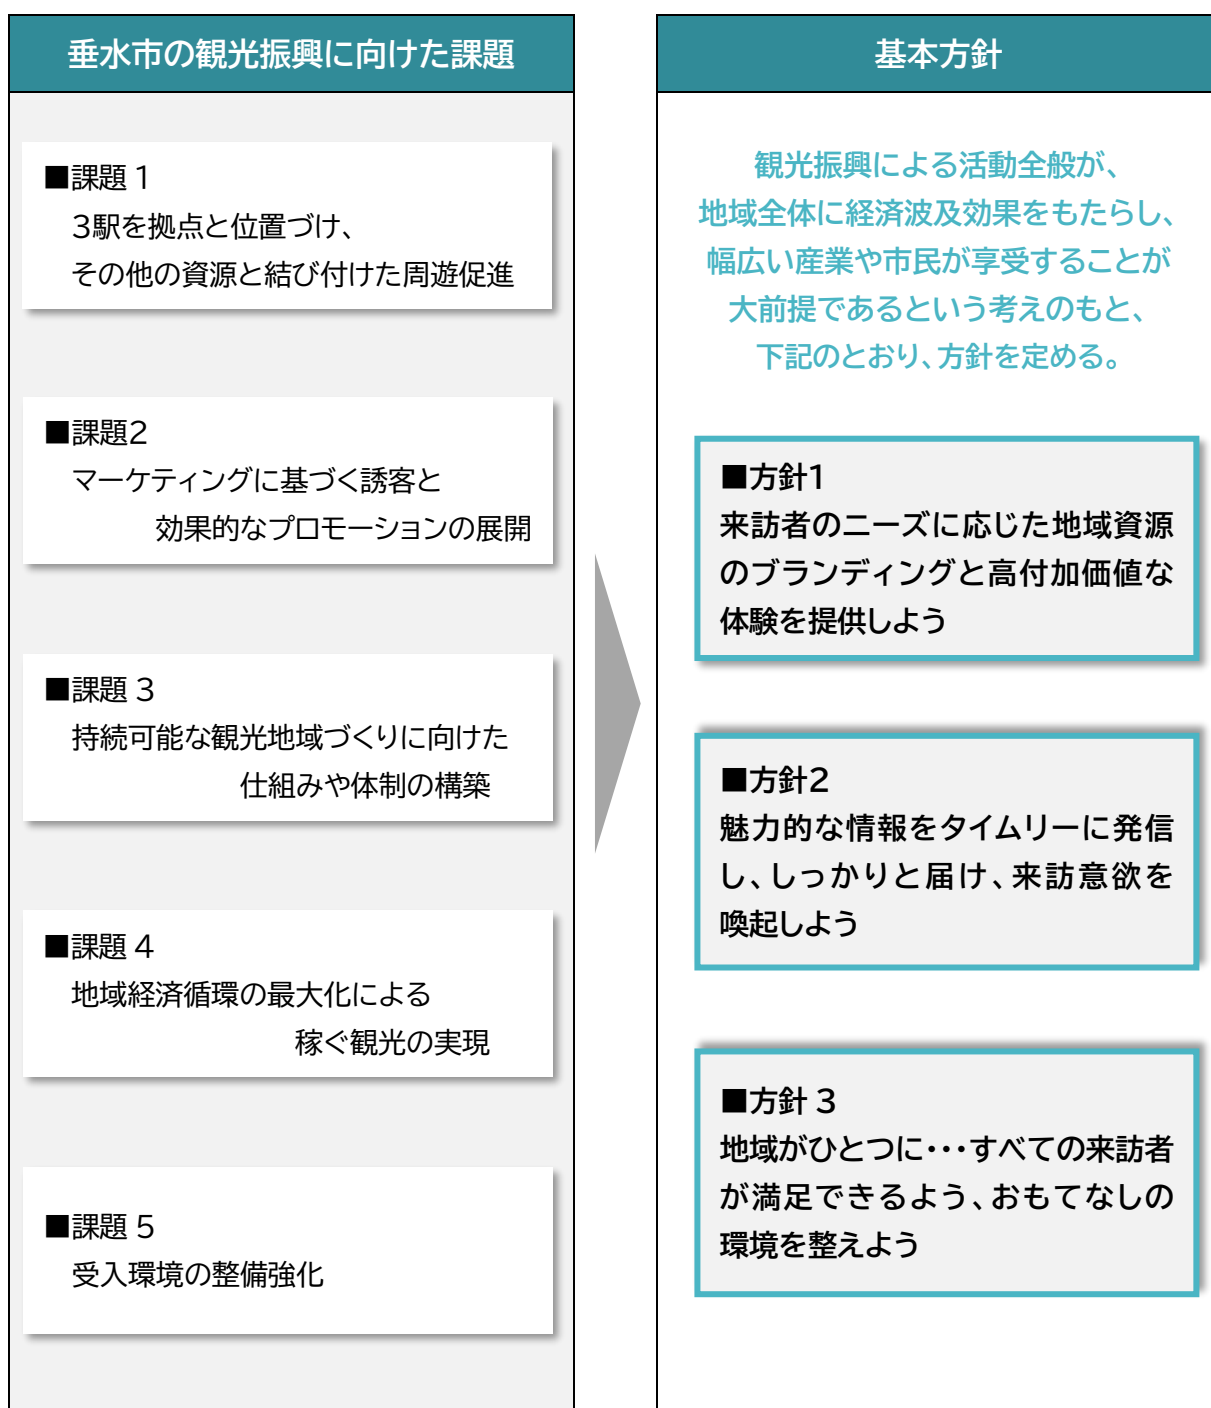 垂水市の観光振興に向けた課題
■課題 1
3駅を拠点と位置づけ、
その他の資源と結び付けた周遊促進
■課題2
マーケティングに基づく誘客と
効果的なプロモーションの展開
■課題 3
持続可能な観光地域づくりに向けた
仕組みや体制の構築
■課題 4
地域経済循環の最大化による
稼ぐ観光の実現
■課題 5
受入環境の整備強化
基本方針
観光振興による活動全般が、
地域全体に経済波及効果をもたらし、
幅広い産業や市民が享受することが
大前提であるという考えのもと、
下記のとおり、方針を定める。
■方針1
来訪者のニーズに応じた地域資源
のブランディングと高付加価値な
体験を提供しよう
■方針2
魅力的な情報をタイムリーに発信
し、しっかりと届け、来訪意欲を
喚起しよう
■方針 3
地域がひとつに・・・すべての来訪者
が満足できるよう、おもてなしの
環境を整えよう